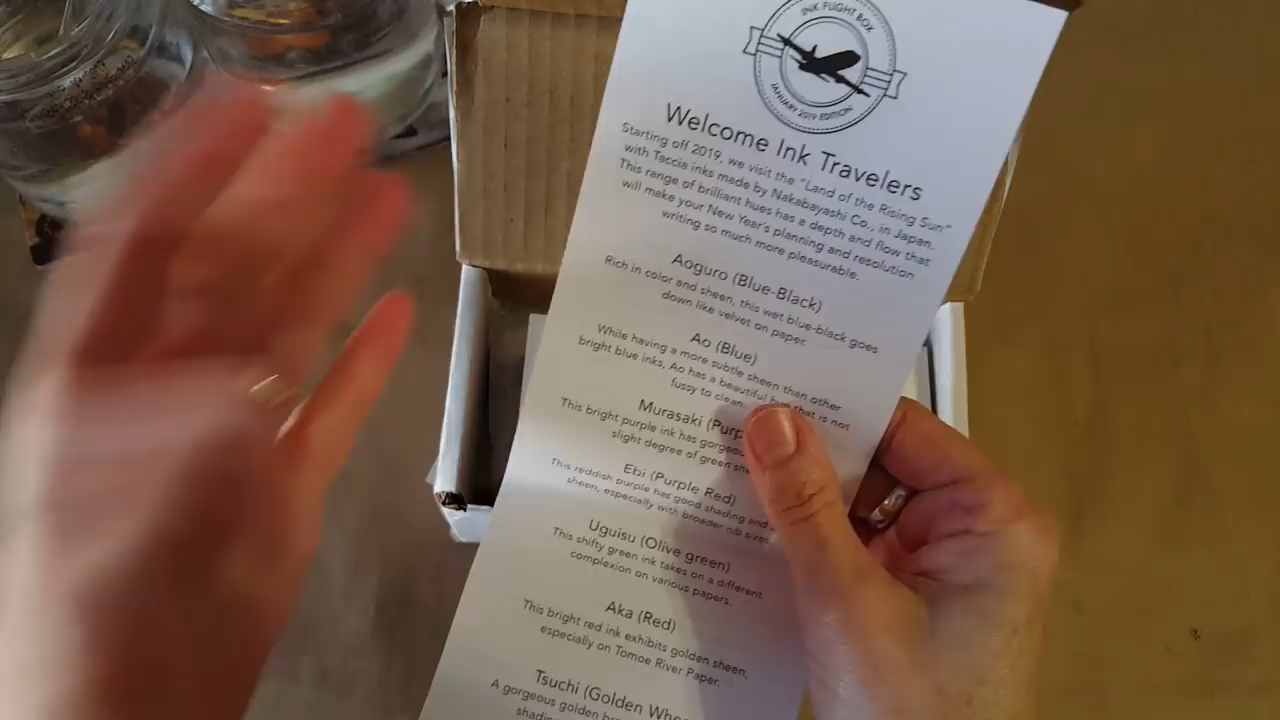 INK FLIGHT BOX
JANUARY 2019 EDITION
Welcome Ink Travelers
Starting off 2019, we visit the "Land of the Rising Sun"
with Taccia inks made by Nakabayashi Co., in Japan.
This range of brilliant hues has a depth and flow that
will make your New Year's planning and resolution
writing so much more pleasurable.
Aoguro (Blue-Black)
Rich in color and sheen, this wet blue-black goes
down like velvet on paper.
Ao (Blue)
While having a more subtle sheen than other
bright blue inks, Ao has a beautiful that is not
fussy to clean.
Murasaki
This bright purple ink has
slight degree of green
Ebi (Purple Red)
This reddish purple has good shading and
sheen, especially with broader nib sizes.
Uguisu (Olive green)
This shifty green ink takes on a different
complexion on various papers.
Aka (Red)
This bright red ink exhibits golden sheen,
especially on Tomoe River Paper.
Tsuchi (Golden
A gorgeous golden